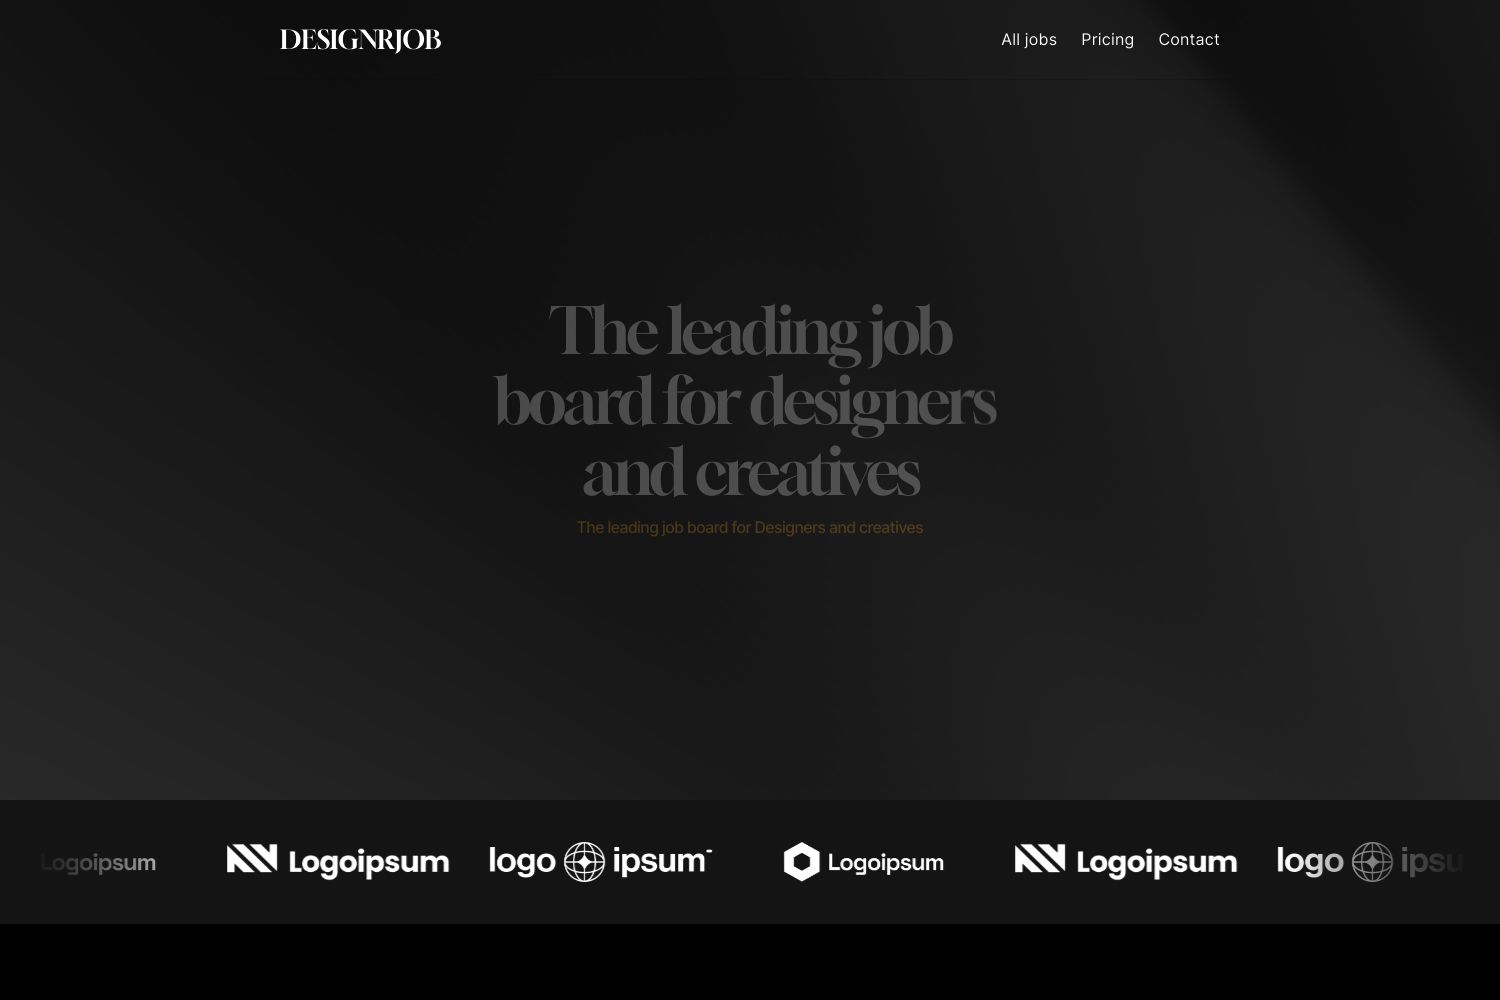 DESIGNRJOB
All jobs Pricing Contact
The leading job
board for designers
and creatives
The leading job board for Designers and creatives
Logoipsum Logoipsum logo ipsum Logoipsum Logoipsum logo ipsu